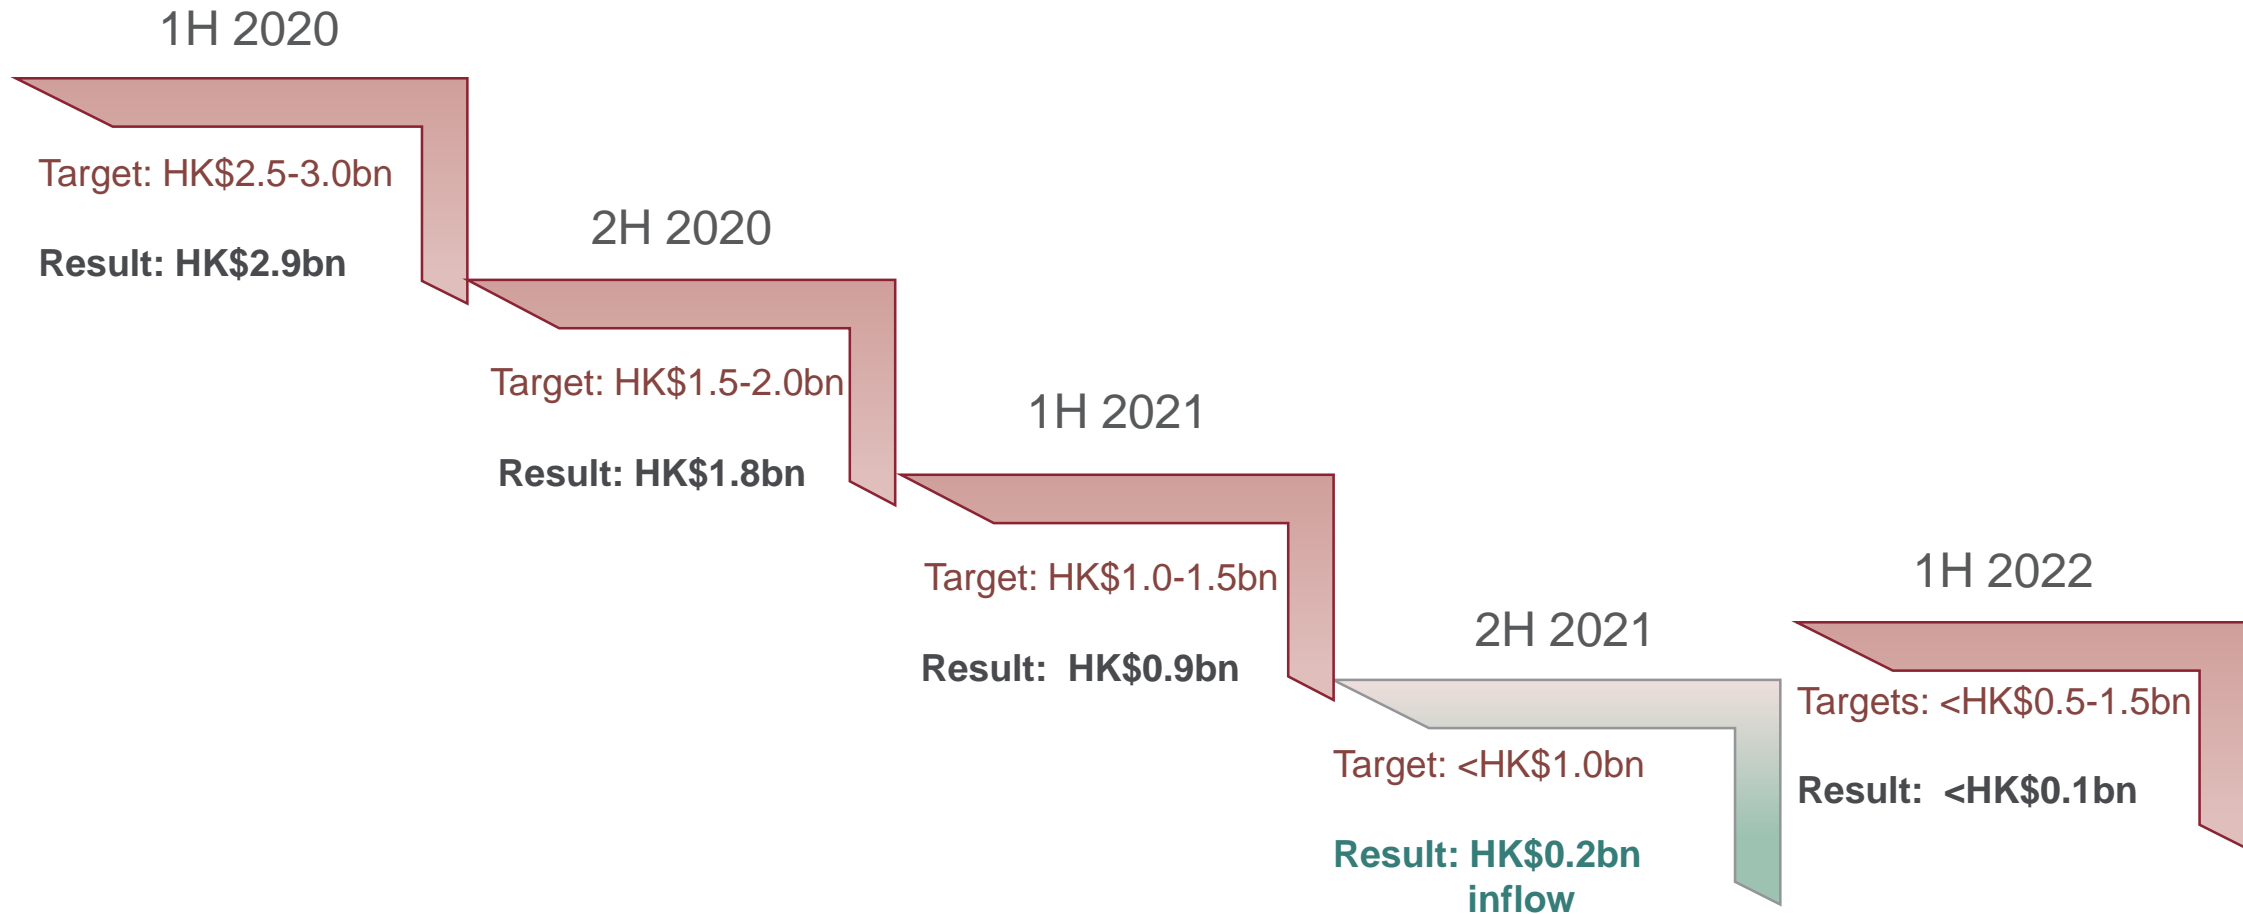 1H 2020
Target: HK$2.5-3.0bn
Result: HK$2.9bn
2H 2020
Target: HK$1.5-2.0bn
Result: HK$1.8bn
1H 2021
Target: HK$1.0-1.5bn
Result: HK$0.9bn
2H 2021
Target: <HK$1.0bn
Result: HK$0.2bn
inflow
1H 2022
Targets: <HK$0.5-1.5bn
Result: <HK$0.1bn